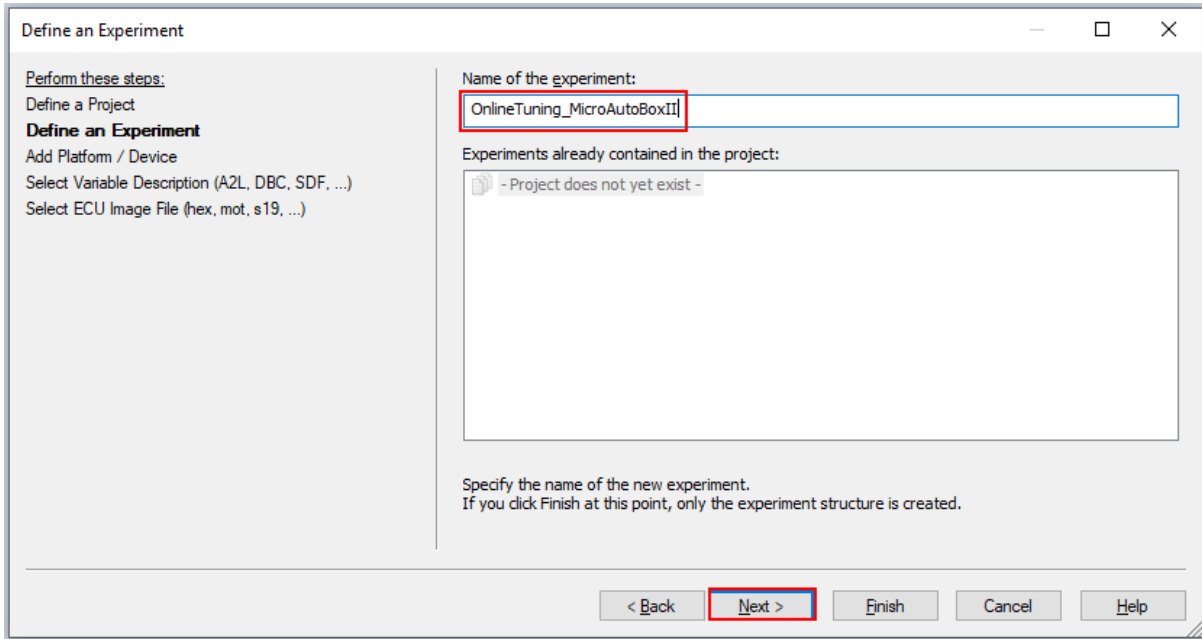 Define an Experiment
Perform these steps:
Define a Project
Define an Experiment
Add Platform / Device
Select Variable Description (A2L, DBC, SDF, ...)
Select ECU Image File (hex, mot, s19, ...)
Name of the experiment:
OnlineTuning_MicroAutoBoxII
Experiments already contained in the project:
- Project does not yet exist -
Specify the name of the new experiment.
If you click Finish at this point, only the experiment structure is created.
< Back
Next >
Finish
Cancel
Help